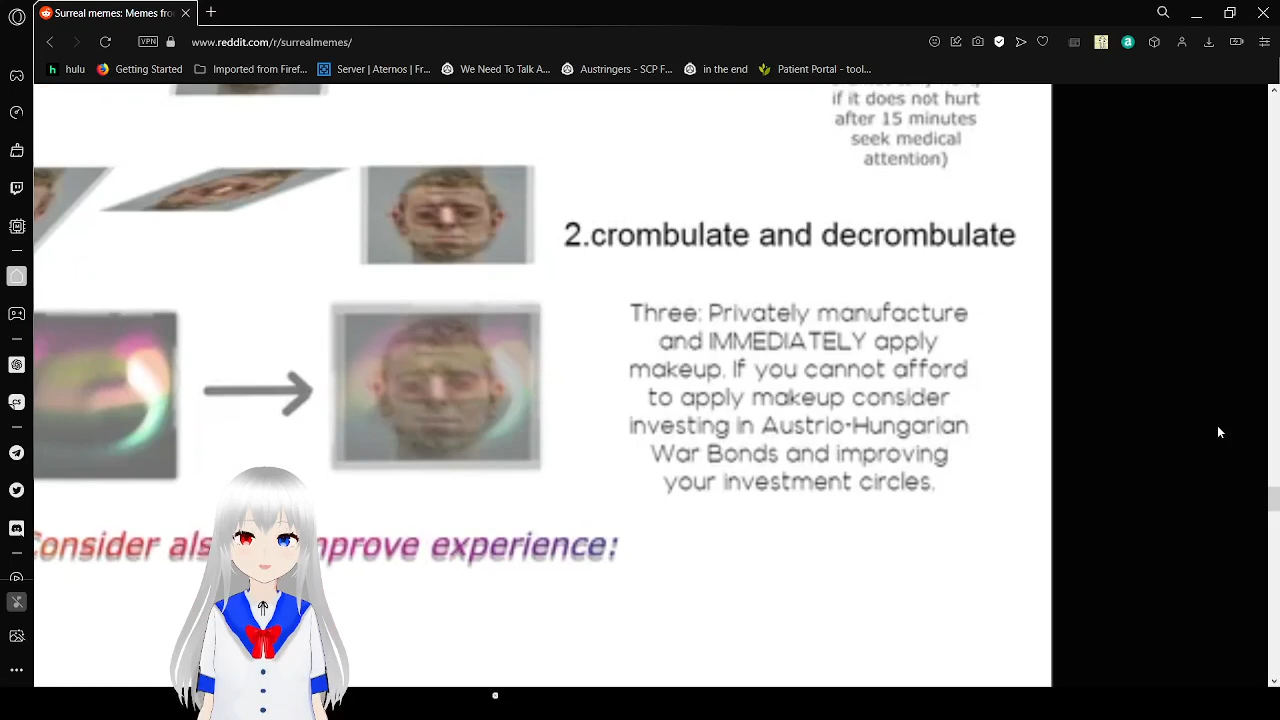 Surreal memes: Memes fro
VPN
www.reddit.com/r/surrealmemes/
hulu
Getting Started
Imported from Firef...
Server | Aternos | Fr...
We Need To Talk A...
Austringers - SCP F...
in the end
Patient Portal - tool...
if it does not hurt
after 15 minutes
seek medical
attention)
2.crombulate and decrombulate
Three: Privately manufacture
and IMMEDIATELY apply
makeup. If you cannot afford
to apply makeup consider
investing in Austrio-Hungarian
War Bonds and improving
your investment circles.
Consider als
mprove experience: